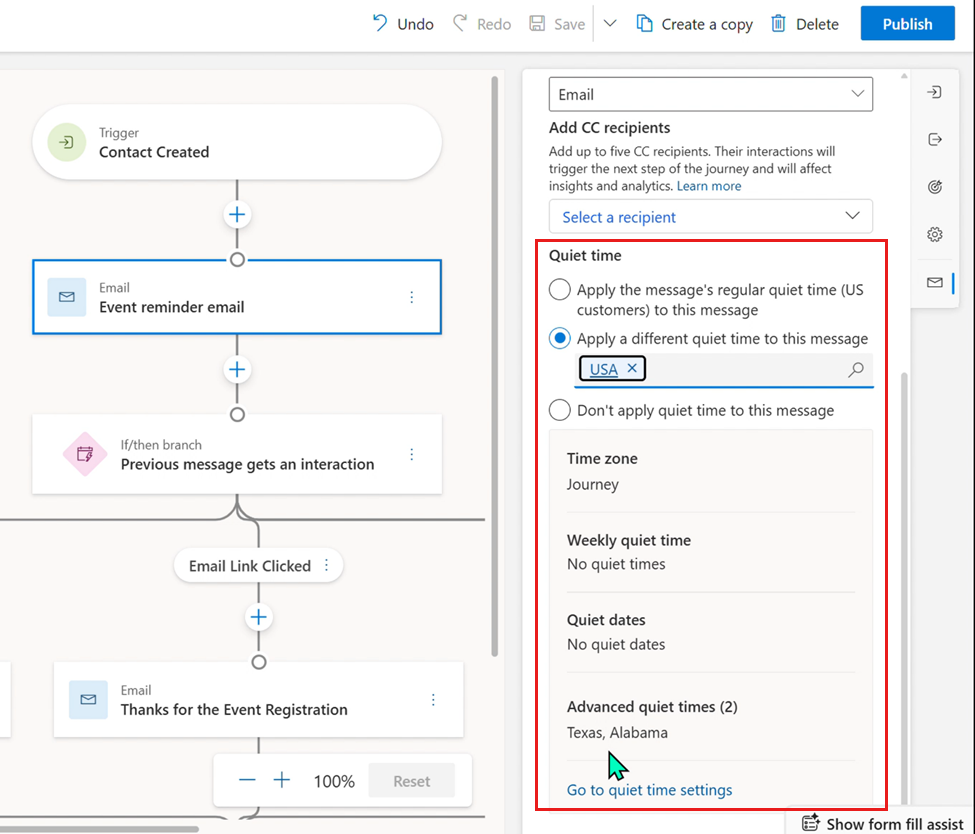 Undo
Redo
Save
Create a copy
Delete
Publish
Trigger
Contact Created
Email
Event reminder email
If/then branch
Previous message gets an interaction
Email Link Clicked
Email
Thanks for the Event Registration
100%
Reset
Email
Add CC recipients
Add up to five CC recipients. Their interactions will
trigger the next step of the journey and will affect
insights and analytics. Learn more
Select a recipient
Quiet time
Apply the message's regular quiet time (US
customers) to this message
Apply a different quiet time to this message
USA
Don't apply quiet time to this message
Time zone
Journey
Weekly quiet time
No quiet times
Quiet dates
No quiet dates
Advanced quiet times (2)
Texas, Alabama
Go to quiet time settings
Show form fill assist